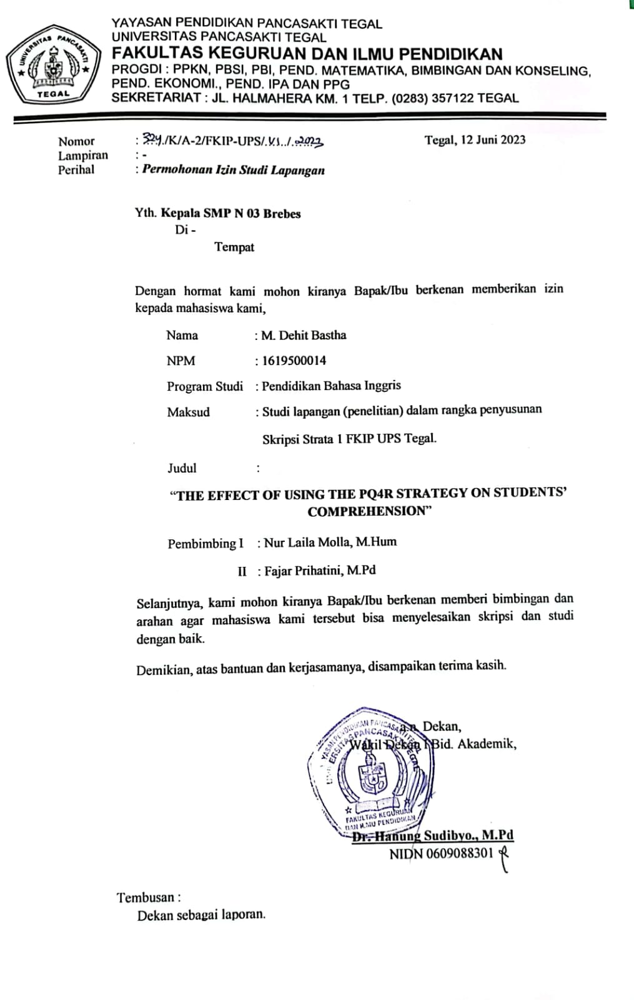 UNIVERSITAS PANCASAKTI
TEGAL
YAYASAN PENDIDIKAN PANCASAKTI TEGAL
UNIVERSITAS PANCASAKTI TEGAL
FAKULTAS KEGURUAN DAN ILMU PENDIDIKAN
PROGDI : PPKN, PBSI, PBI, PEND. MATEMATIKA, BIMBINGAN DAN KONSELING,
PEND. EKONOMI., PEND. IPA DAN PPG
SEKRETARIAT : JL. HALMAHERA KM. 1 TELP. (0283) 357122 TEGAL
Nomor : 324./K/A-2/FKIP-UPS/.VI../.2023 Tegal, 12 Juni 2023
Lampiran : -
Perihal : Permohonan Izin Studi Lapangan
Yth. Kepala SMP N 03 Brebes
Di -
Tempat
Dengan hormat kami mohon kiranya Bapak/Ibu berkenan memberikan izin
kepada mahasiswa kami,
Nama : M. Dehit Bastha
NPM : 1619500014
Program Studi : Pendidikan Bahasa Inggris
Maksud : Studi lapangan (penelitian) dalam rangka penyusunan
Skripsi Strata 1 FKIP UPS Tegal.
Judul :
“THE EFFECT OF USING THE PQ4R STRATEGY ON STUDENTS’
COMPREHENSION”
Pembimbing I : Nur Laila Molla, M.Hum
II : Fajar Prihatini, M.Pd
Selanjutnya, kami mohon kiranya Bapak/Ibu berkenan memberi bimbingan dan
arahan agar mahasiswa kami tersebut bisa menyelesaikan skripsi dan studi
dengan baik.
Demikian, atas bantuan dan kerjasamanya, disampaikan terima kasih.
a.n. Dekan,
Wakil Dekan I Bid. Akademik,
YASAN PENDIDIKAN PANCASAKTI TEGAL
ERSITAS PANCASAKTI TEGAL
FAKULTAS KEGURUAN
DAN ILMU PENDIDIKAN
Dr. Hanung Sudibyo., M.Pd
NIDN 0609088301
Tembusan :
Dekan sebagai laporan.